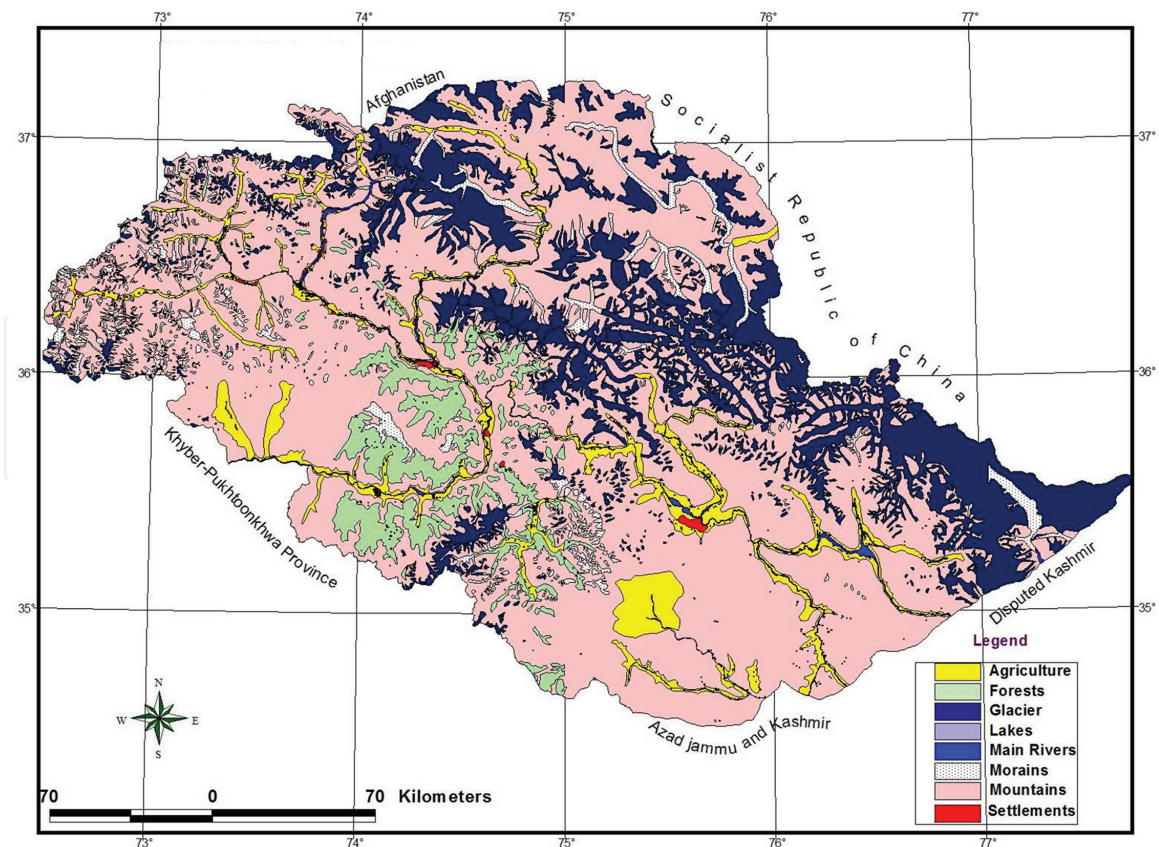 73° 74° 75° 76° 77°
Afghanistan
Socialist Republic of China
37° 37°
36° 36°
Khyber-Pukhtoonkhwa Province
35° 35°
Disputed Kashmir
Azad jammu and Kashmir
Legend
Agriculture
Forests
Glacier
Lakes
Main Rivers
Morains
Mountains
Settlements
N
W E
S
70 0 70 Kilometers
73° 74° 75° 76° 77°